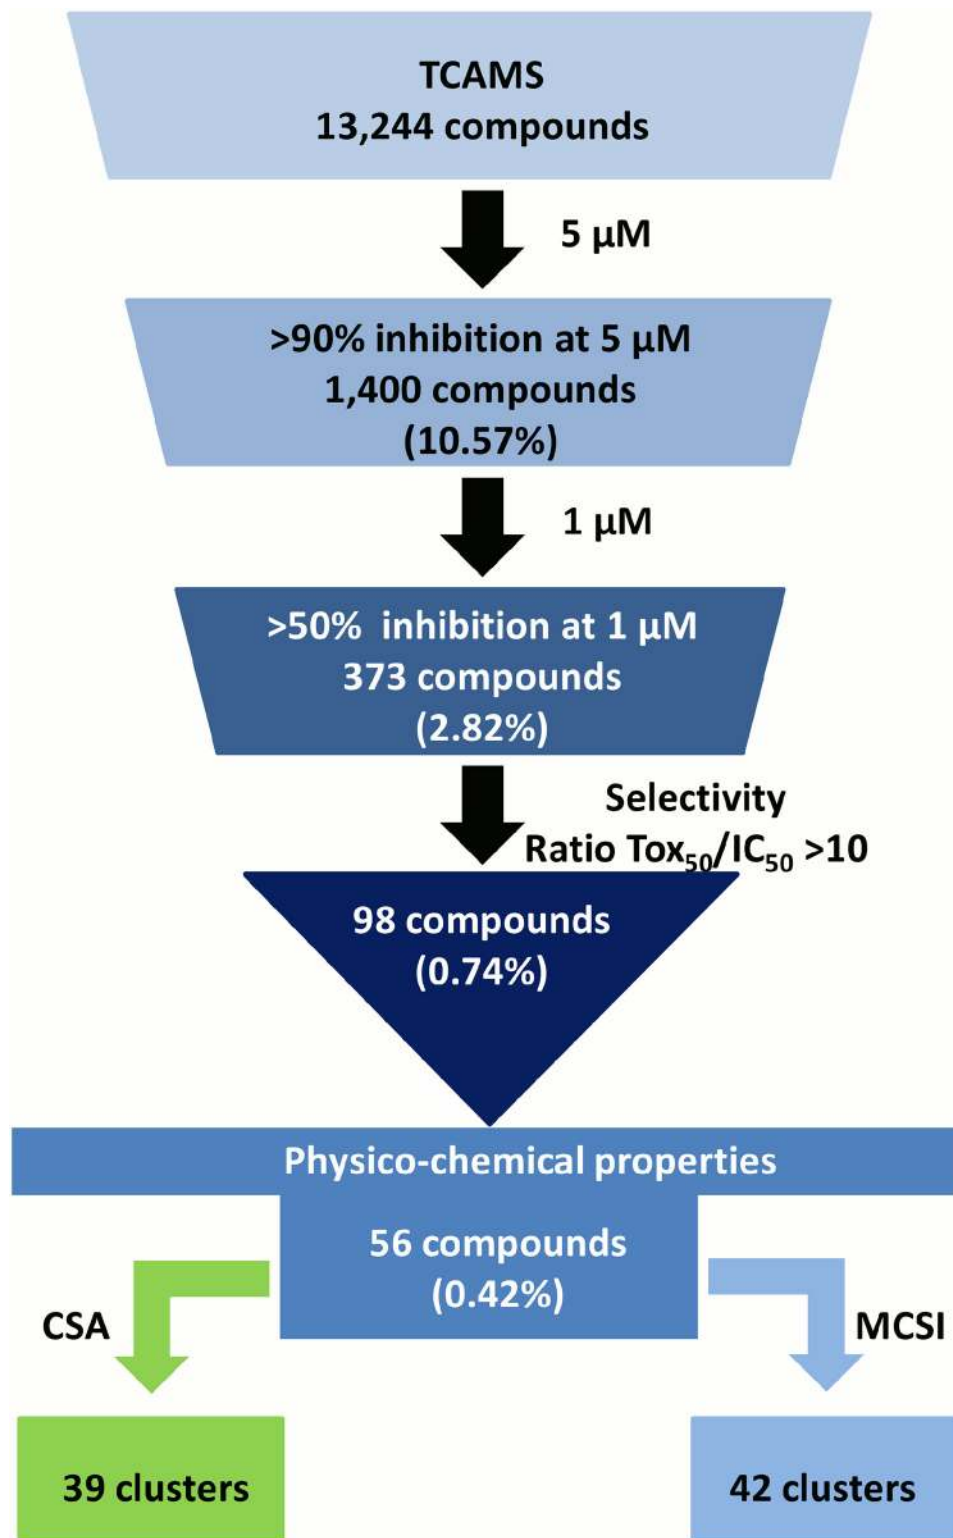 TCAMS
13,244 compounds
5 µM
>90% inhibition at 5 µM
1,400 compounds
(10.57%)
1 µM
>50%  inhibition at 1 µM
373 compounds
(2.82%)
Selectivity
Ratio Tox50/IC50 >10
98 compounds
(0.74%)
Physico-chemical properties
56 compounds
(0.42%)
CSA
MCSI
39 clusters
42 clusters